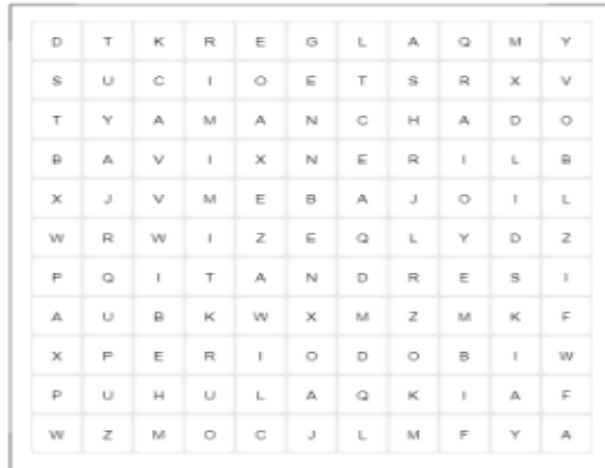 D T K R E G L A Q M Y
S U C I O E T S R X V
T Y A M A N C H A D O
B A V I X N E R I L B
X J V M E B A J O I L
W R W I Z E Q L Y D Z
P Q I T A N D R E S I
A U B K W X M Z M K F
X P E R I O D O B I W
P U H U L A Q K I A F
W Z M O C J L M F Y A